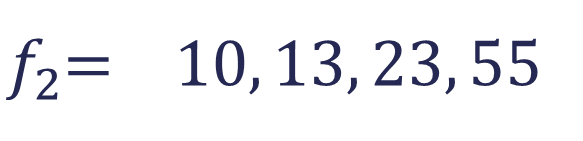 f₂= 10, 13, 23, 55